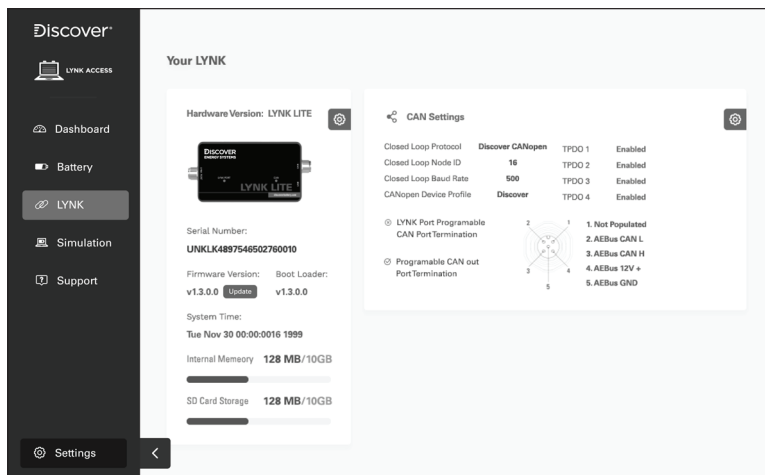 Discover
LYNK ACCESS
Dashboard
Battery
LYNK
Simulation
Support
Settings
Your LYNK
Hardware Version: LYNK LITE
DISCOVER
ENERGY SYSTEMS
LYNK LITE
Serial Number:
UNKLK4897546502760010
Firmware Version: Boot Loader:
v1.3.0.0 Update v1.3.0.0
System Time:
Tue Nov 30 00:00:0016 1999
Internal Memeory 128 MB/10GB
SD Card Storage 128 MB/10GB
CAN Settings
Closed Loop Protocol Discover CANopen TPDO 1 Enabled
Closed Loop Node ID 16 TPDO 2 Enabled
Closed Loop Baud Rate 500 TPDO 3 Enabled
CANopen Device Profile Discover TPDO 4 Enabled
LYNK Port Programable
CAN PortTermination
Programable CAN out
PortTermination
2 1
3 4
5
1. Not Populated
2. AEBus CAN L
3. AEBus CAN H
4. AEBus 12V +
5. AEBus GND